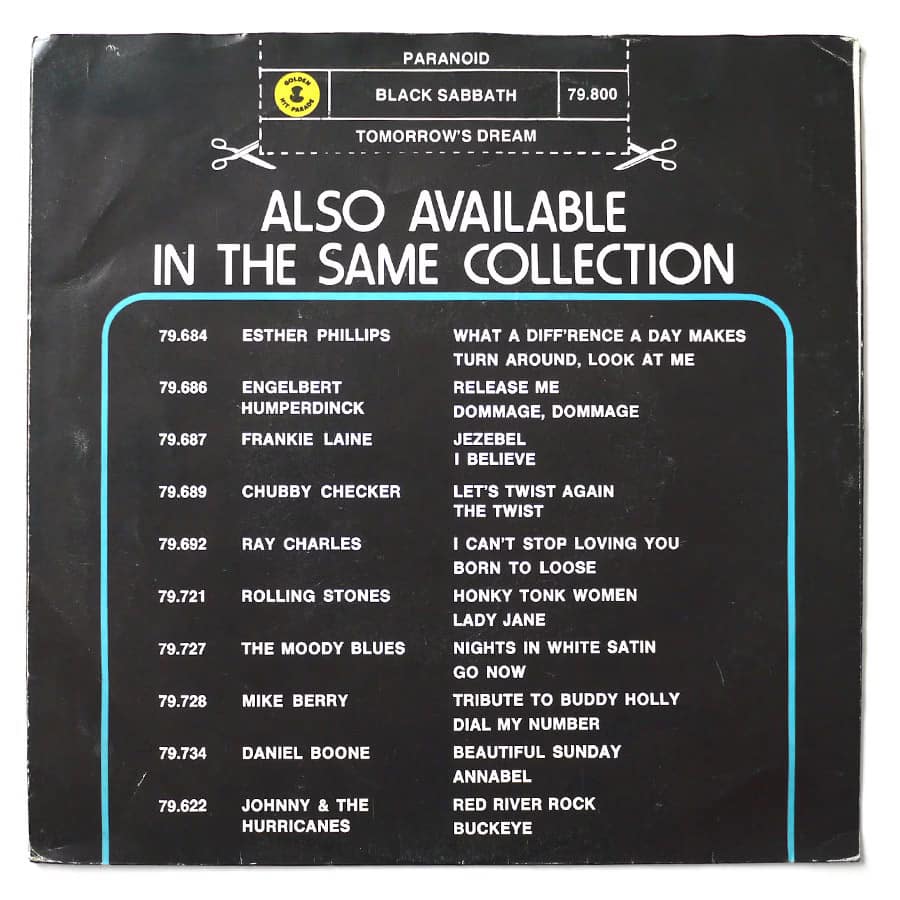 PARANOID
GOLDEN
HIT PARADE
BLACK SABBATH 79.800
TOMORROW'S DREAM
ALSO AVAILABLE
IN THE SAME COLLECTION
79.684 ESTHER PHILLIPS WHAT A DIFF'RENCE A DAY MAKES
TURN AROUND, LOOK AT ME
79.686 ENGELBERT RELEASE ME
HUMPERDINCK DOMMAGE, DOMMAGE
79.687 FRANKIE LAINE JEZEBEL
I BELIEVE
79.689 CHUBBY CHECKER LET'S TWIST AGAIN
THE TWIST
79.692 RAY CHARLES I CAN'T STOP LOVING YOU
BORN TO LOOSE
79.721 ROLLING STONES HONKY TONK WOMEN
LADY JANE
79.727 THE MOODY BLUES NIGHTS IN WHITE SATIN
GO NOW
79.728 MIKE BERRY TRIBUTE TO BUDDY HOLLY
DIAL MY NUMBER
79.734 DANIEL BOONE BEAUTIFUL SUNDAY
ANNABEL
79.622 JOHNNY & THE RED RIVER ROCK
HURRICANES BUCKEYE